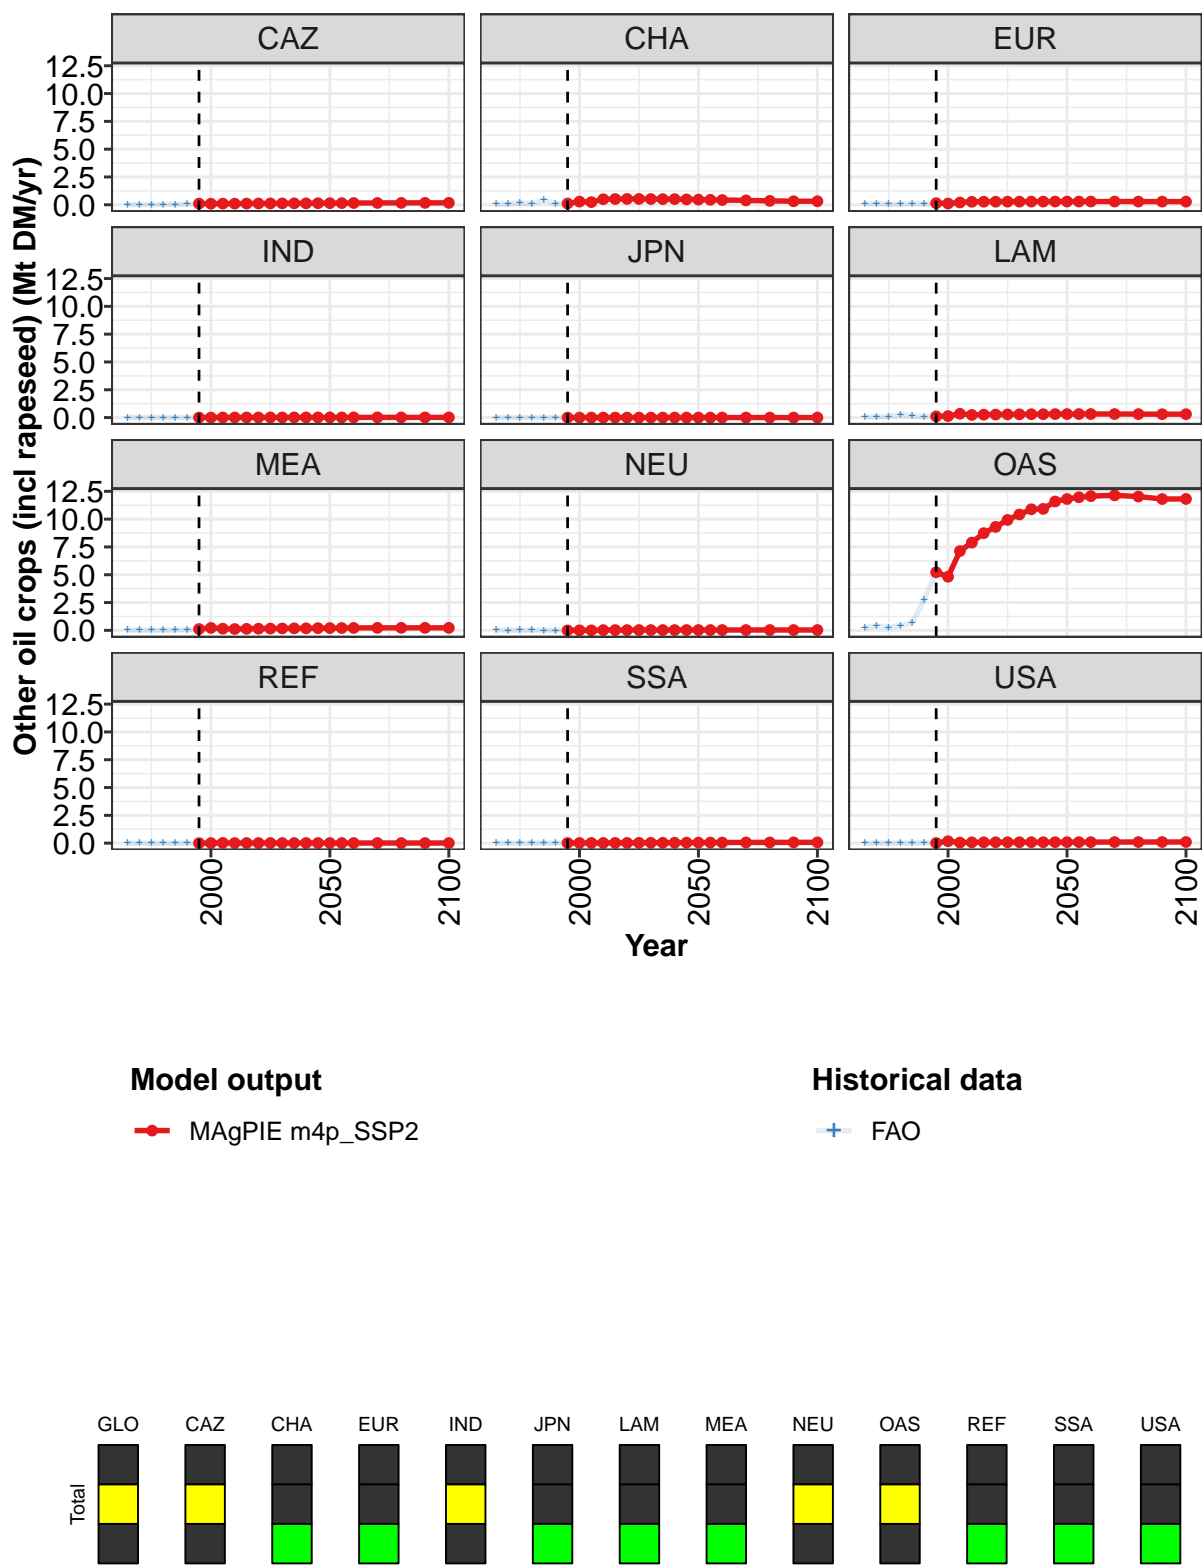 CAZ CHA EUR
12.5
10.0
7.5
5.0
2.5
0.0
IND JPN LAM
12.5
10.0
7.5
5.0
2.5
0.0
MEA NEU OAS
12.5
10.0
7.5
5.0
2.5
0.0
REF SSA USA
12.5
10.0
7.5
5.0
2.5
0.0
Other oil crops (incl rapeseed) (Mt DM/yr)
2000 2050 2100 2000 2050 2100 2000 2050 2100
Year
Model output Historical data
MAgPIE m4p_SSP2 FAO
GLO CAZ CHA EUR IND JPN LAM MEA NEU OAS REF SSA USA
Total